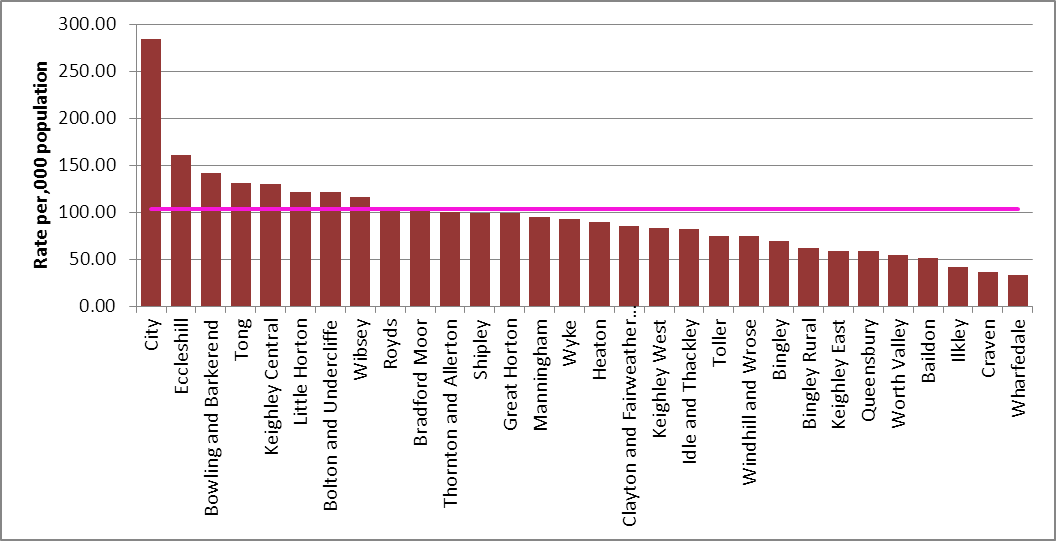 300.00
250.00
200.00
150.00
100.00
50.00
0.00
Rate per,000 population
City
Eccleshill
Bowling and Barkerend
Tong
Keighley Central
Little Horton
Bolton and Undercliffe
Wibsey
Royds
Bradford Moor
Thornton and Allerton
Shipley
Great Horton
Manningham
Wyke
Heaton
Clayton and Fairweather...
Keighley West
Idle and Thackley
Toller
Windhill and Wrose
Bingley
Bingley Rural
Keighley East
Queensbury
Worth Valley
Baildon
Ilkley
Craven
Wharfedale